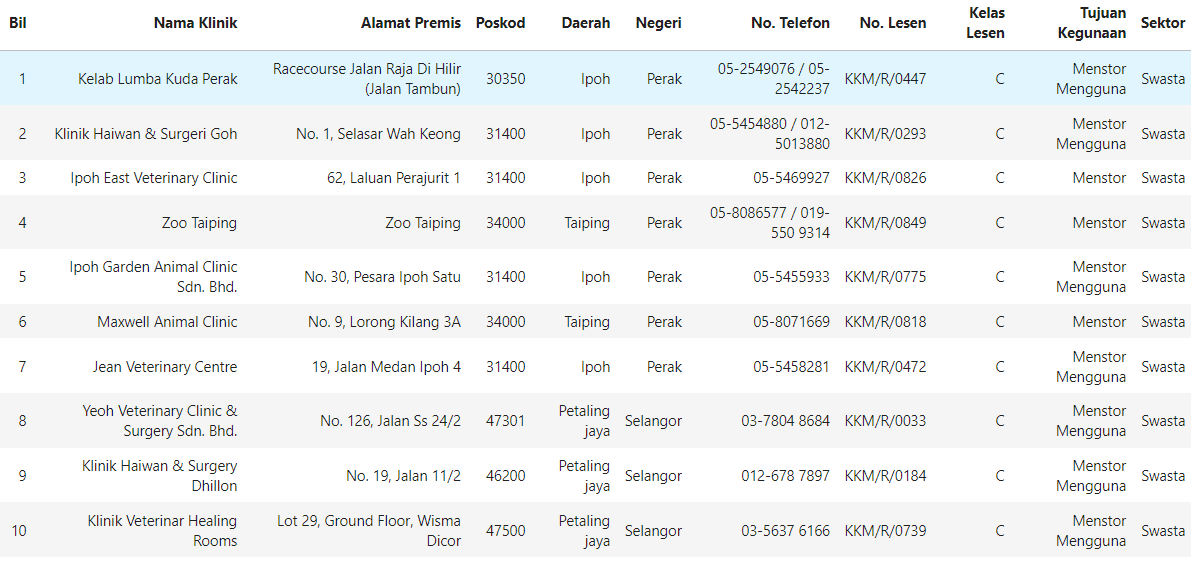 Bil Nama Klinik Alamat Premis Poskod Daerah Negeri No. Telefon No. Lesen Kelas Lesen Tujuan Kegunaan Sektor
1 Kelab Lumba Kuda Perak Racecourse Jalan Raja Di Hilir (Jalan Tambun) 30350 Ipoh Perak 05-2549076 / 05-2542237 KKM/R/0447 C Menstor Mengguna Swasta
2 Klinik Haiwan & Surgeri Goh No. 1, Selasar Wah Keong 31400 Ipoh Perak 05-5454880 / 012-5013880 KKM/R/0293 C Menstor Mengguna Swasta
3 Ipoh East Veterinary Clinic 62, Laluan Perajurit 1 31400 Ipoh Perak 05-5469927 KKM/R/0826 C Menstor Swasta
4 Zoo Taiping Zoo Taiping 34000 Taiping Perak 05-8086577 / 019-550 9314 KKM/R/0849 C Menstor Swasta
5 Ipoh Garden Animal Clinic Sdn. Bhd. No. 30, Pesara Ipoh Satu 31400 Ipoh Perak 05-5455933 KKM/R/0775 C Menstor Mengguna Swasta
6 Maxwell Animal Clinic No. 9, Lorong Kilang 3A 34000 Taiping Perak 05-8071669 KKM/R/0818 C Menstor Swasta
7 Jean Veterinary Centre 19, Jalan Medan Ipoh 4 31400 Ipoh Perak 05-5458281 KKM/R/0472 C Menstor Mengguna Swasta
8 Yeoh Veterinary Clinic & Surgery Sdn. Bhd. No. 126, Jalan Ss 24/2 47301 Petaling jaya Selangor 03-7804 8684 KKM/R/0033 C Menstor Mengguna Swasta
9 Klinik Haiwan & Surgery Dhillon No. 19, Jalan 11/2 46200 Petaling jaya Selangor 012-678 7897 KKM/R/0184 C Menstor Mengguna Swasta
10 Klinik Veterinar Healing Rooms Lot 29, Ground Floor, Wisma Dicor 47500 Petaling jaya Selangor 03-5637 6166 KKM/R/0739 C Menstor Mengguna Swasta